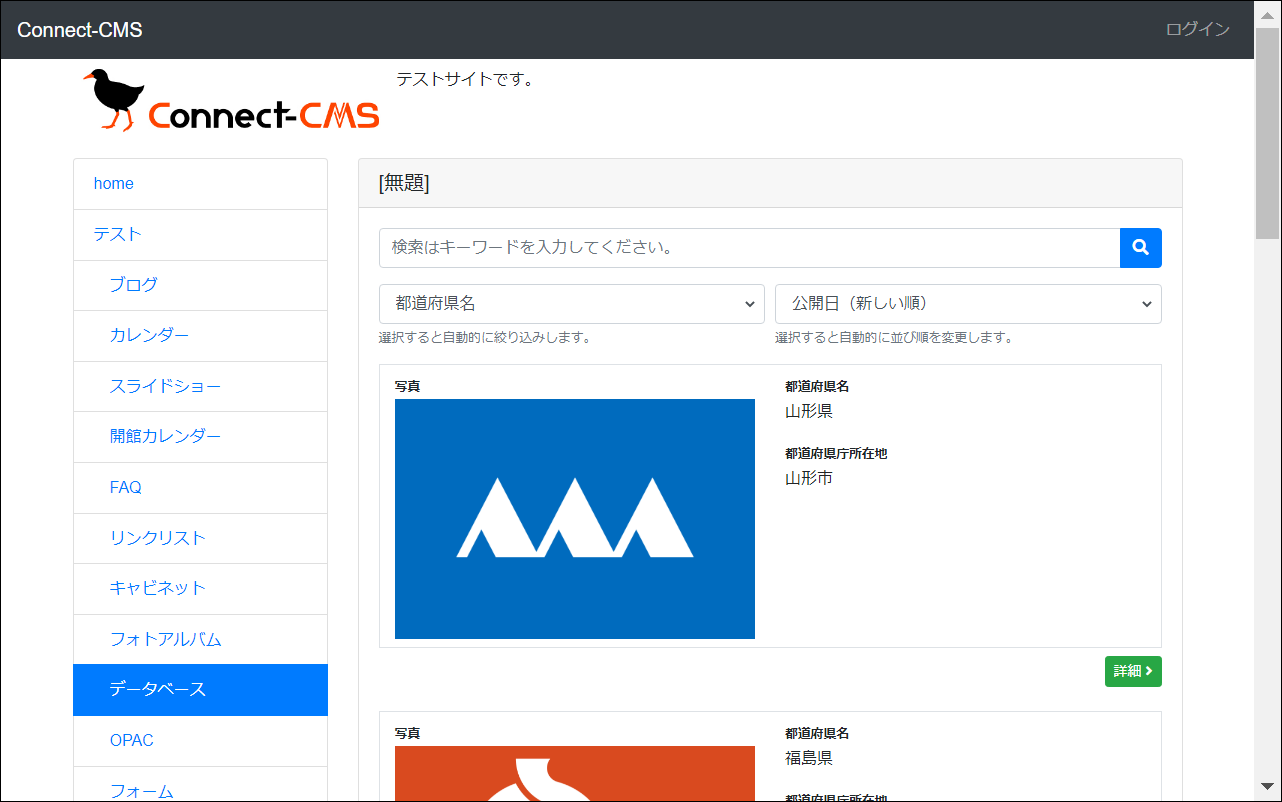 Connect-CMS
ログイン
Connect-CMS
テストサイトです。
home
テスト
ブログ
カレンダー
スライドショー
開館カレンダー
FAQ
リンクリスト
キャビネット
フォトアルバム
データベース
OPAC
フォーム
[無題]
検索はキーワードを入力してください。
都道府県名
公開日（新しい順）
選択すると自動的に絞り込みします。
選択すると自動的に並び順を変更します。
写真
都道府県名
山形県
都道府県庁所在地
山形市
詳細
写真
都道府県名
福島県
都道府県庁所在地